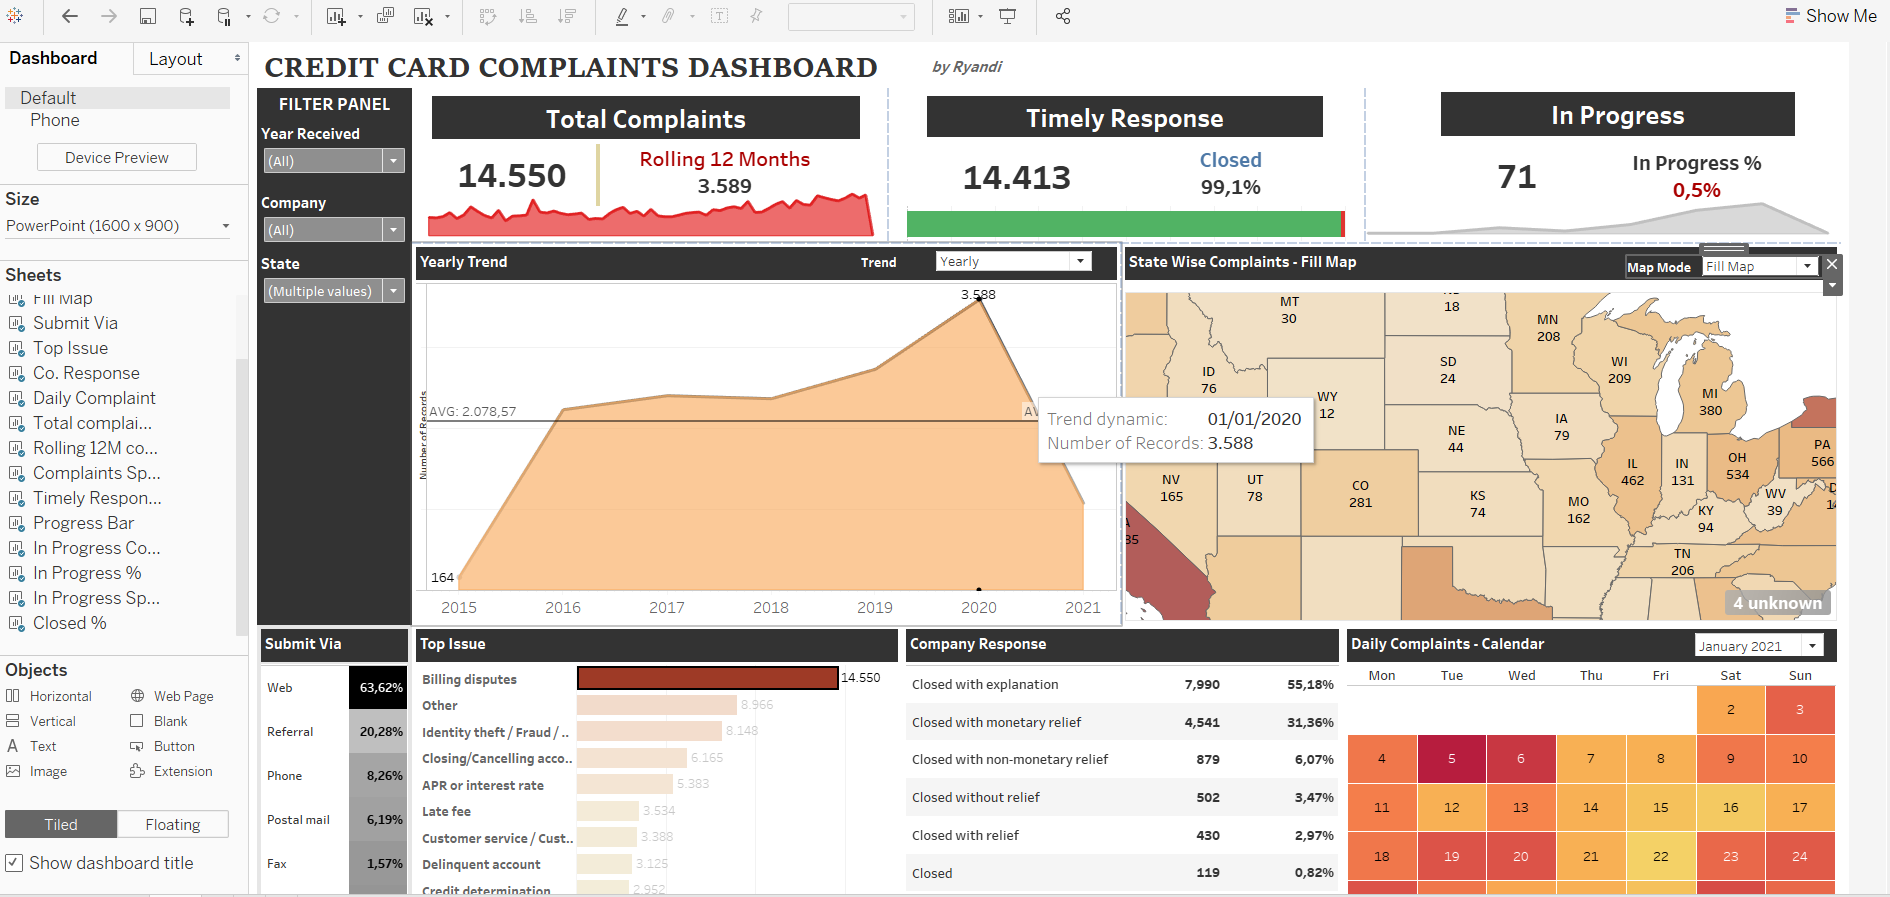 Show Me
Dashboard
Layout
Default
Phone
Device Preview
Size
PowerPoint (1600 x 900)
Sheets
Fill Map
Submit Via
Top Issue
Co. Response
Daily Complaint
Total complai...
Rolling 12M co...
Complaints Sp...
Timely Respon...
Progress Bar
In Progress Co...
In Progress %
In Progress Sp...
Closed %
Objects
Horizontal
Web Page
Vertical
Blank
Text
Button
Image
Extension
Tiled
Floating
Show dashboard title
CREDIT CARD COMPLAINTS DASHBOARD
by Ryandi
FILTER PANEL
Year Received
(All)
Company
(All)
State
(Multiple values)
Total Complaints
14.550
Rolling 12 Months
3.589
Timely Response
14.413
Closed
99,1%
In Progress
71
In Progress %
0,5%
Yearly Trend
Trend
Yearly
3.588
Number of Records
AVG: 2.078,57
164
2015 2016 2017 2018 2019 2020 2021
Trend dynamic: 01/01/2020
Number of Records: 3.588
State Wise Complaints - Fill Map
Map Mode
Fill Map
MT
30
18
MN
208
ID
76
SD
24
WI
209
WY
12
MI
380
NE
44
IA
79
PA
566
NV
165
UT
78
CO
281
IL
462
IN
131
OH
534
KS
74
MO
162
KY
94
WV
39
TN
206
4 unknown
Submit Via
Web 63,62%
Referral 20,28%
Phone 8,26%
Postal mail 6,19%
Fax 1,57%
Top Issue
Billing disputes 14.550
Other 8.966
Identity theft / Fraud / .. 8.148
Closing/Cancelling acco.. 6.165
APR or interest rate 5.383
Late fee 3.534
Customer service / Cust.. 3.388
Delinquent account 3.125
Credit determination 2.952
Company Response
Closed with explanation 7,990 55,18%
Closed with monetary relief 4,541 31,36%
Closed with non-monetary relief 879 6,07%
Closed without relief 502 3,47%
Closed with relief 430 2,97%
Closed 119 0,82%
Daily Complaints - Calendar
January 2021
Mon Tue Wed Thu Fri Sat Sun
2 3
4 5 6 7 8 9 10
11 12 13 14 15 16 17
18 19 20 21 22 23 24